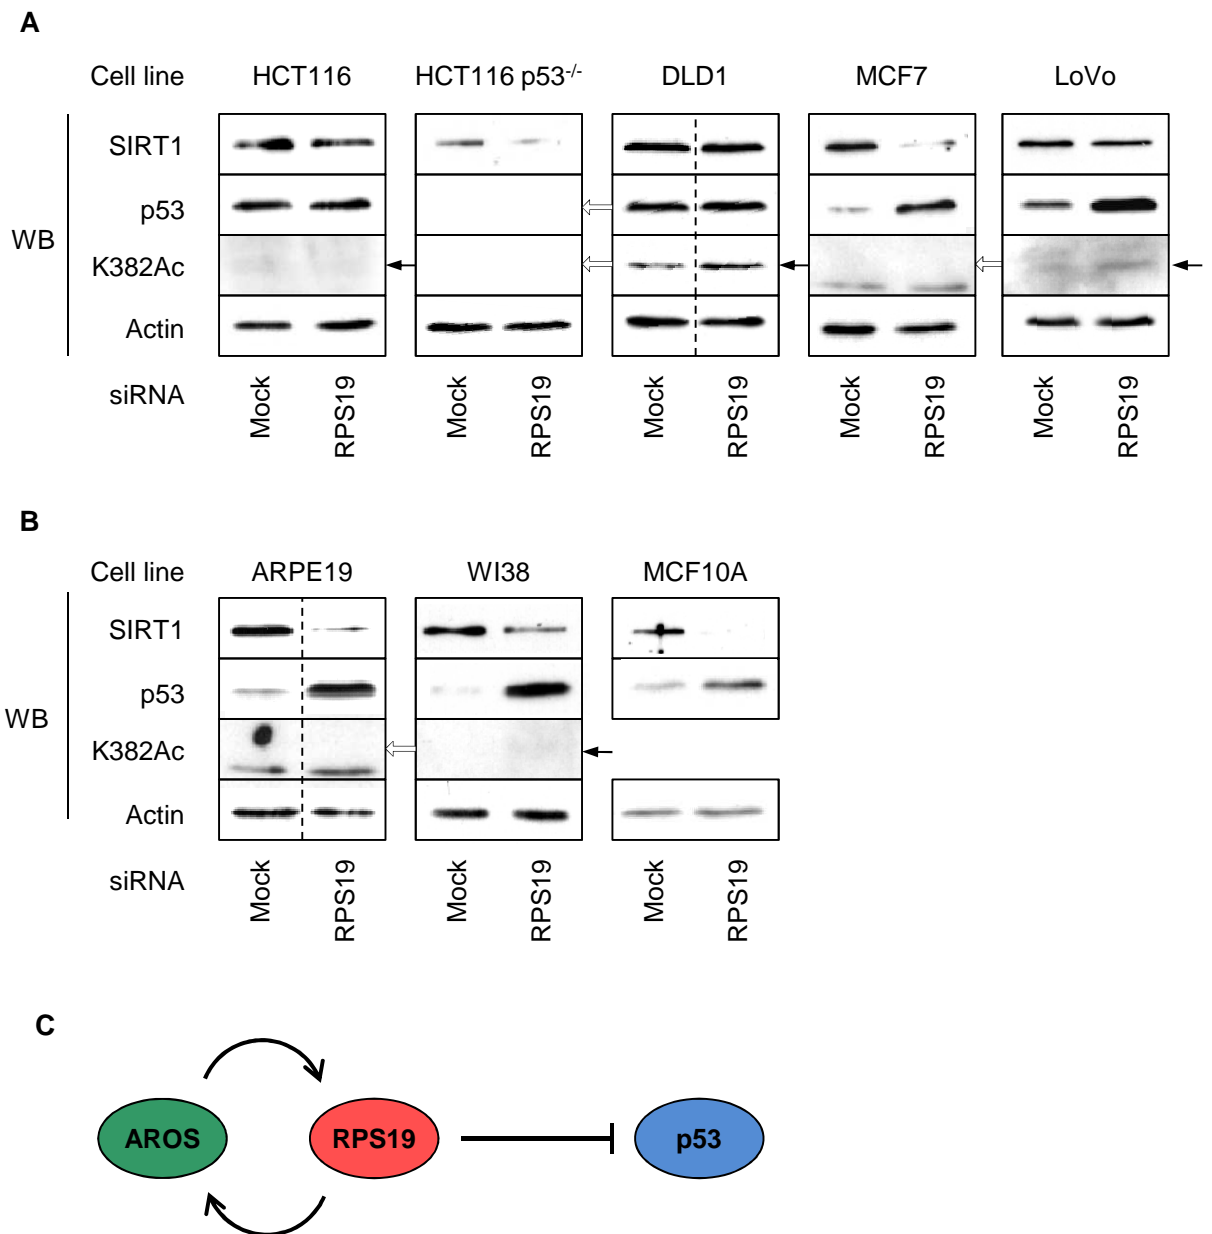 A
Cell line HCT116 HCT116 p53-/- DLD1 MCF7 LoVo
SIRT1
p53
WB
K382Ac
Actin
siRNA Mock RPS19 Mock RPS19 Mock RPS19 Mock RPS19 Mock RPS19
B
Cell line ARPE19 WI38 MCF10A
SIRT1
p53
WB
K382Ac
Actin
siRNA Mock RPS19 Mock RPS19 Mock RPS19
C
AROS RPS19 p53